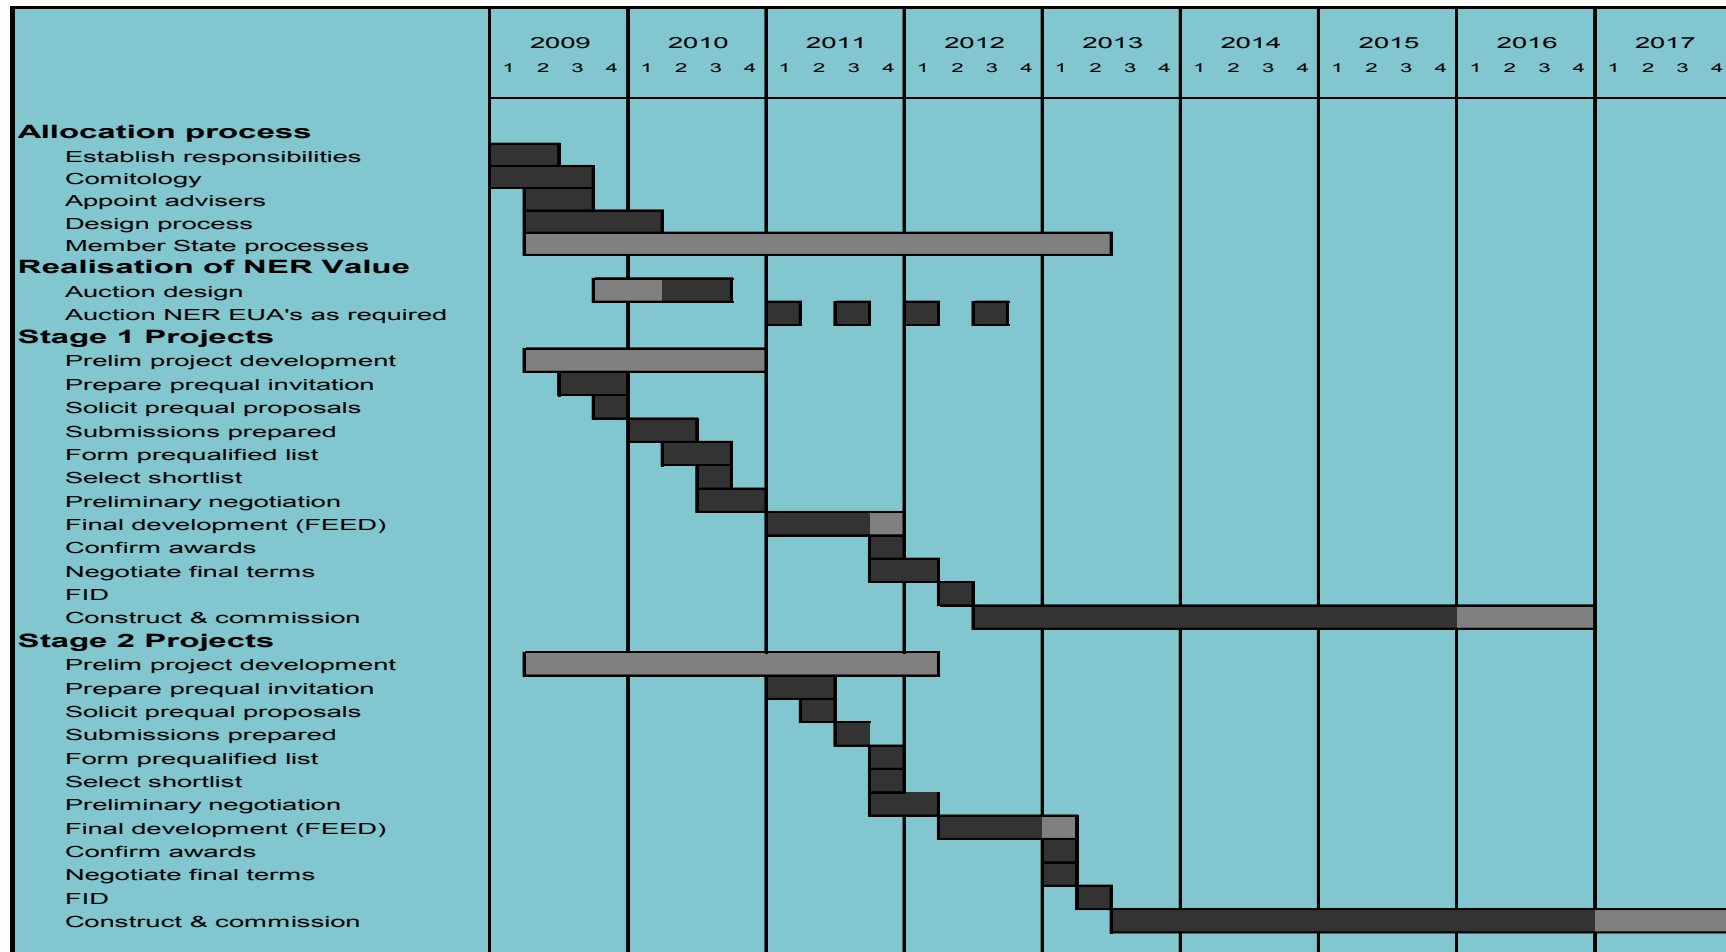 2009 2010 2011 2012 2013 2014 2015 2016 2017
1 2 3 4 1 2 3 4 1 2 3 4 1 2 3 4 1 2 3 4 1 2 3 4 1 2 3 4 1 2 3 4 1 2 3 4
Allocation process
Establish responsibilities
Comitology
Appoint advisers
Design process
Member State processes
Realisation of NER Value
Auction design
Auction NER EUA's as required
Stage 1 Projects
Prelim project development
Prepare prequal invitation
Solicit prequal proposals
Submissions prepared
Form prequalified list
Select shortlist
Preliminary negotiation
Final development (FEED)
Confirm awards
Negotiate final terms
FID
Construct & commission
Stage 2 Projects
Prelim project development
Prepare prequal invitation
Solicit prequal proposals
Submissions prepared
Form prequalified list
Select shortlist
Preliminary negotiation
Final development (FEED)
Confirm awards
Negotiate final terms
FID
Construct & commission